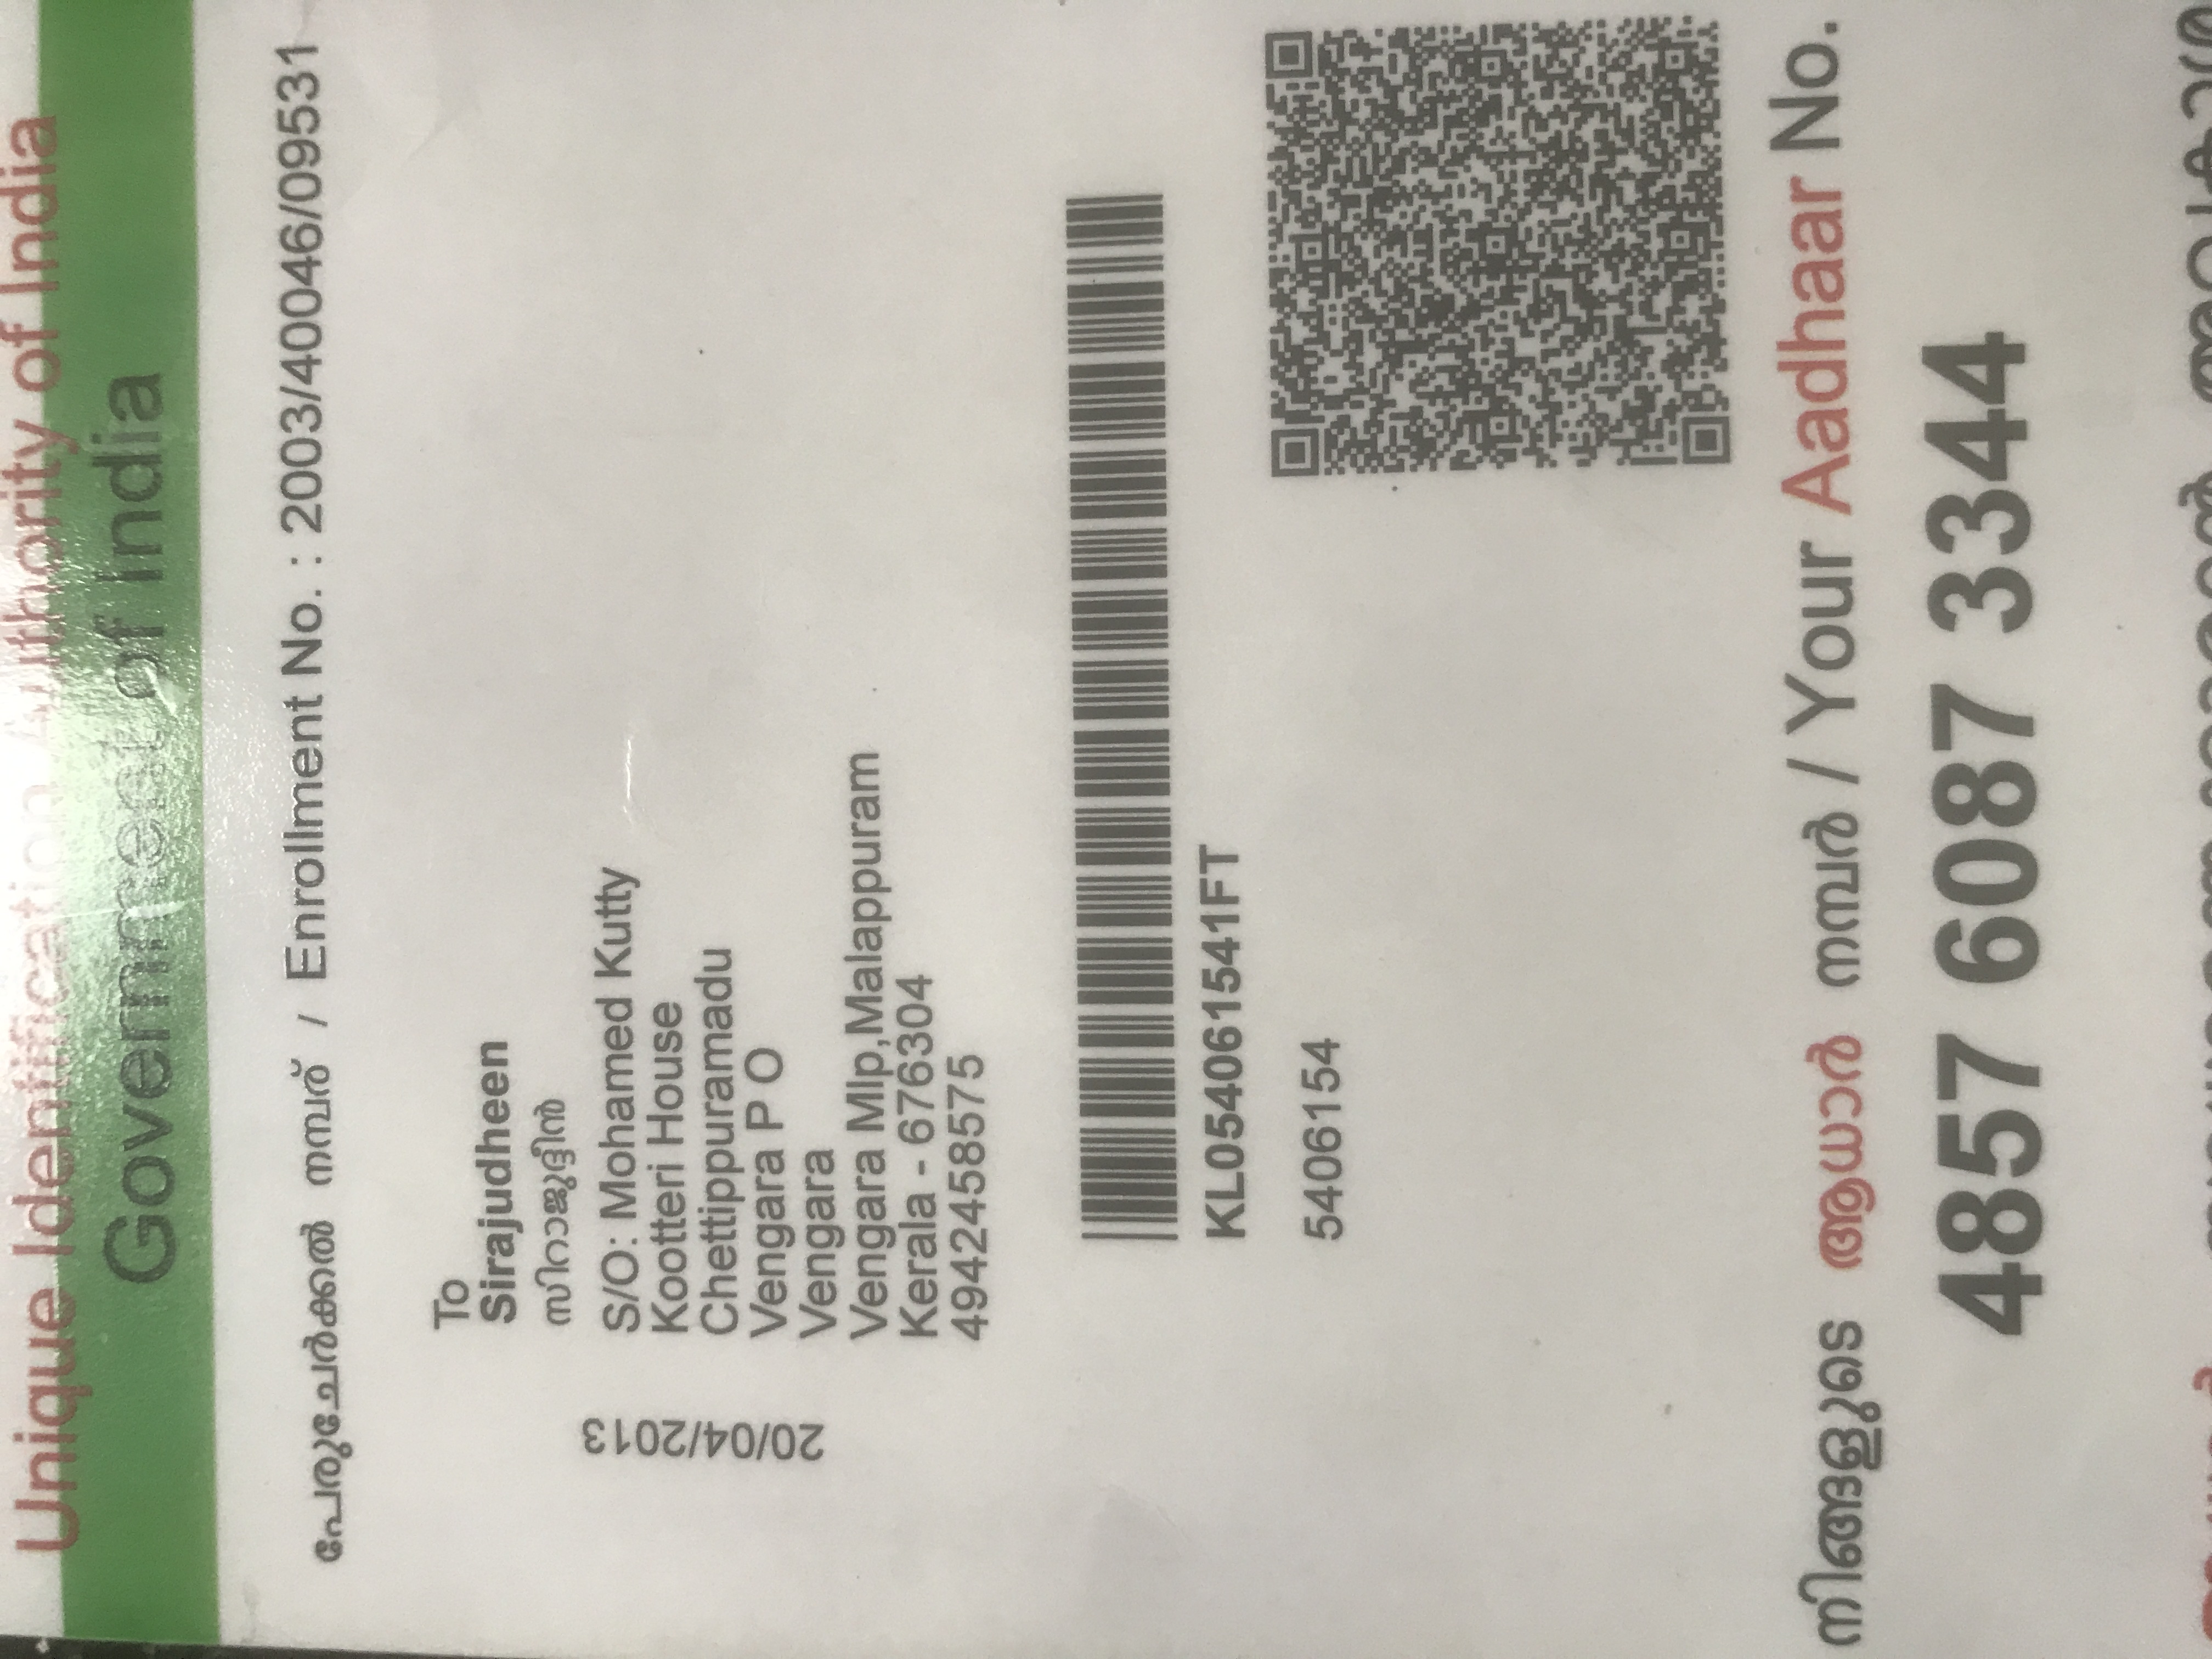 Unique Identification Authority of India
Government of India
പേരുചേർക്കൽ നമ്പര് / Enrollment No. : 2003/40046/09531
To
Sirajudheen
സിറാജുദ്ദീൻ
S/O: Mohamed Kutty
Kootteri House
Chettippuramadu
Vengara P O
Vengara
Vengara Mlp,Malappuram
Kerala - 676304
4942458575
20/04/2013
KL054061541FT
5406154
നിങ്ങളുടെ ആധാർ നമ്പർ / Your Aadhaar No.
4857 6087 3344